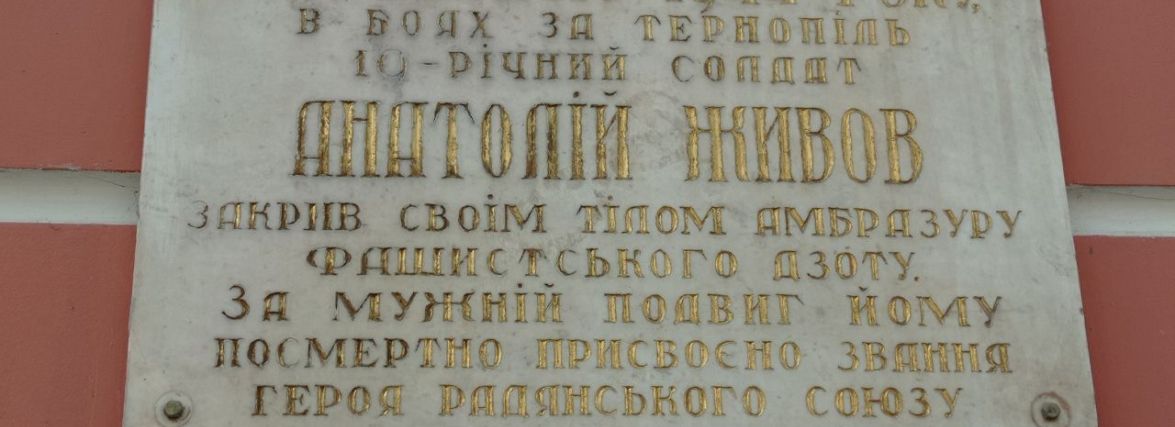 В БОЯХ ЗА ТЕРНОПІЛЬ
19-РІЧНИЙ СОЛДАТ
АНАТОЛІЙ ЖИВОВ
ЗАКРИВ СВОЇМ ТІЛОМ АМБРАЗУРУ
ФАШИСТСЬКОГО ДЗОТУ.
ЗА МУЖНІЙ ПОДВИГ ЙОМУ
ПОСМЕРТНО ПРИСВОЄНО ЗВАННЯ
ГЕРОЯ РАДЯНСЬКОГО СОЮЗУ